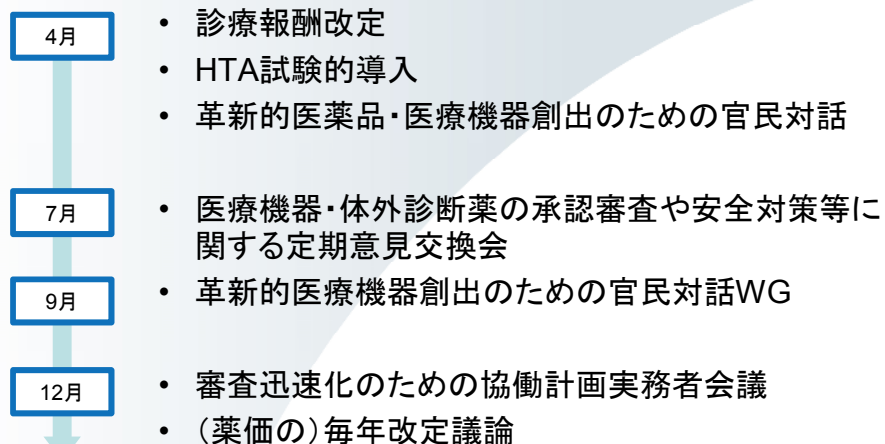 4月
• 診療報酬改定
• HTA試験的導入
• 革新的医薬品・医療機器創出のための官民対話
7月
• 医療機器・体外診断薬の承認審査や安全対策等に
関する定期意見交換会
9月
• 革新的医療機器創出のための官民対話WG
12月
• 審査迅速化のための協働計画実務者会議
• （薬価の）毎年改定議論